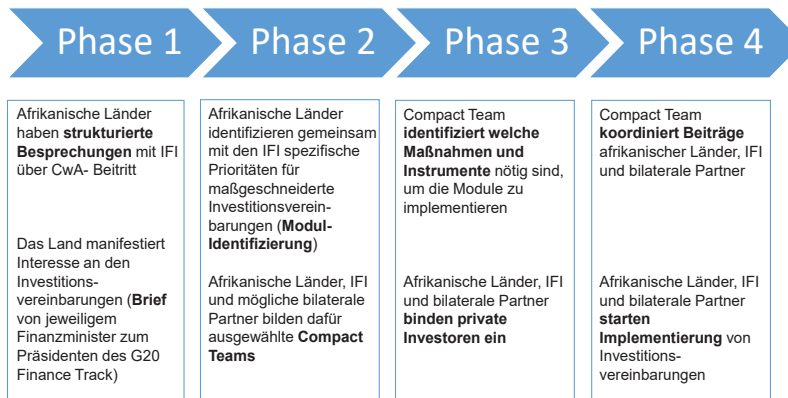 Phase 1
Phase 2
Phase 3
Phase 4
Afrikanische Länder
haben strukturierte
Besprechungen mit IFI
über CwA- Beitritt
Das Land manifestiert
Interesse an den
Investitions-
vereinbarungen (Brief
von jeweiligem
Finanzminister zum
Präsidenten des G20
Finance Track)
Afrikanische Länder
identifizieren gemeinsam
mit den IFI spezifische
Prioritäten für
maßgeschneiderte
Investitionsverein-
barungen (Modul-
Identifizierung)
Afrikanische Länder, IFI
und mögliche bilaterale
Partner bilden dafür
ausgewählte Compact
Teams
Compact Team
identifiziert welche
Maßnahmen und
Instrumente nötig sind,
um die Module zu
implementieren
Afrikanische Länder, IFI
und bilaterale Partner
binden private
Investoren ein
Compact Team
koordiniert Beiträge
afrikanischer Länder, IFI
und bilaterale Partner
Afrikanische Länder, IFI
und bilaterale Partner
starten
Implementierung von
Investitions-
vereinbarungen